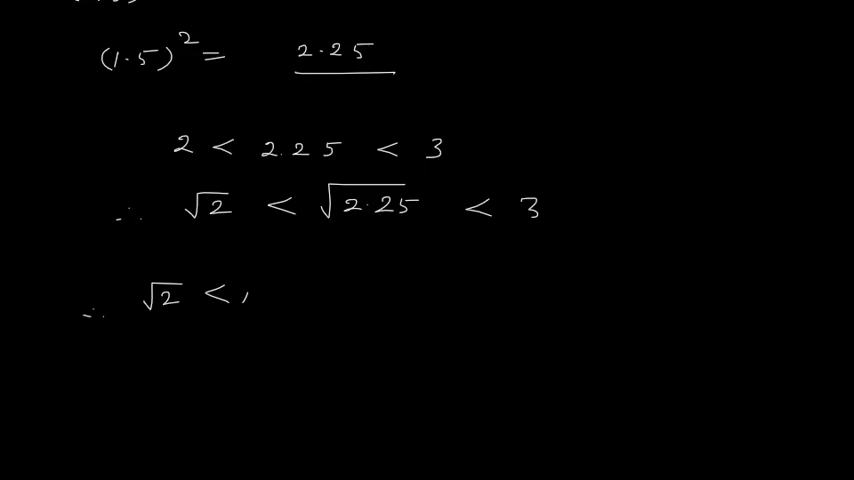 (1.5)² = 2.25
2 < 2.25 < 3
∴ √2 < √2.25 < 3
∴ √2 <